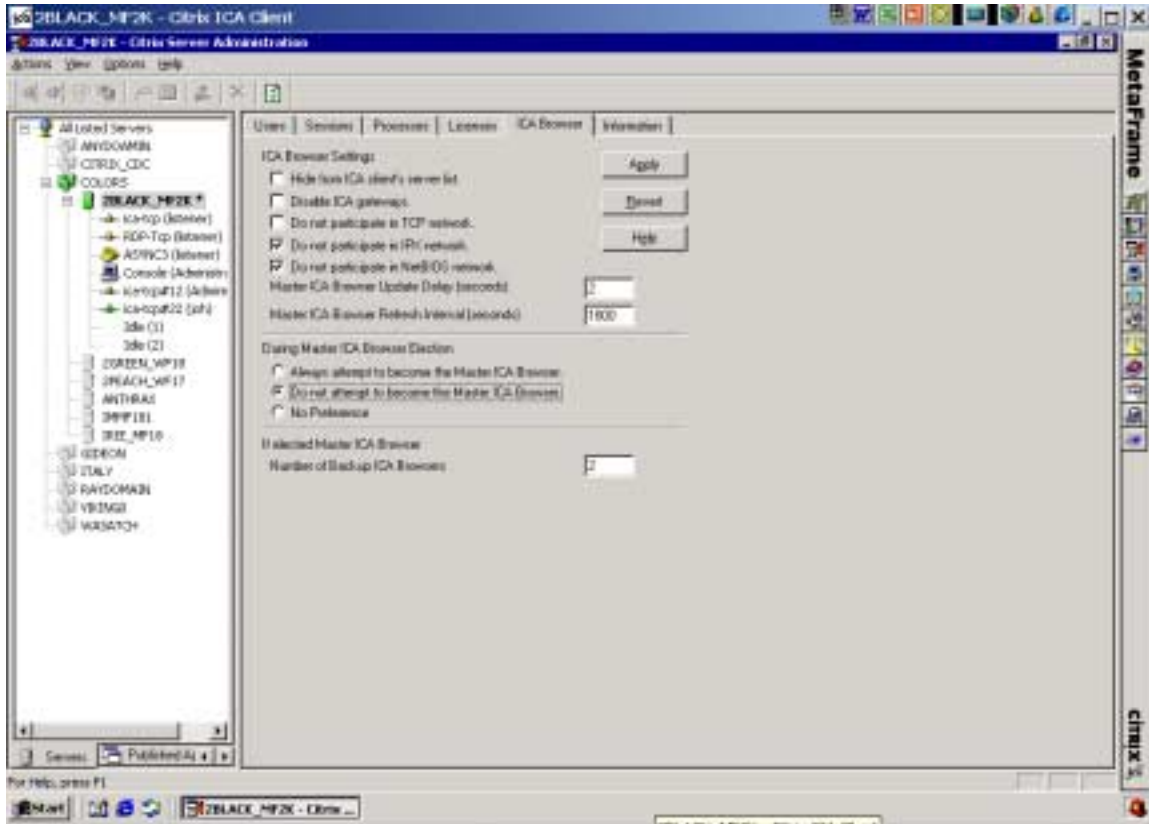 2BLACK_MF2K - Citrix ICA Client
2BLACK_MF2K - Citrix Server Administration
Actions View Options Help
All Listed Servers
ANYDOAMIN
CITRIX_CDC
COLORS
2BLACK_MF2K *
ica-tcp (listener)
RDP-Tcp (listener)
ASYNC3 (listener)
Console (Administr
ica-tcp#12 (Admini
ica-tcp#22 (joh)
Idle (1)
Idle (2)
2GREEN_WF18
2PEACH_WF17
ANTHRAX
GIDEON
ITALY
RAYDOMAIN
VIKINGS
WASATCH
Servers
Published Ap
Users
Sessions
Processes
Licenses
ICA Browser
Information
ICA Browser Settings
Hide from ICA client's server list
Disable ICA gateways.
Do not participate in TCP network.
Do not participate in IPX network.
Do not participate in NetBIOS network.
Master ICA Browser Update Delay (seconds)
2
Master ICA Browser Refresh Interval (seconds)
1800
Apply
Revert
Help
During Master ICA Browser Election
Always attempt to become the Master ICA Browser.
Do not attempt to become the Master ICA Browser.
No Preference
If elected Master ICA Browser
Number of Backup ICA Browsers
2
MetaFrame
CITRIX
For Help, press F1
Start
2BLACK_MF2K - Citrix ...